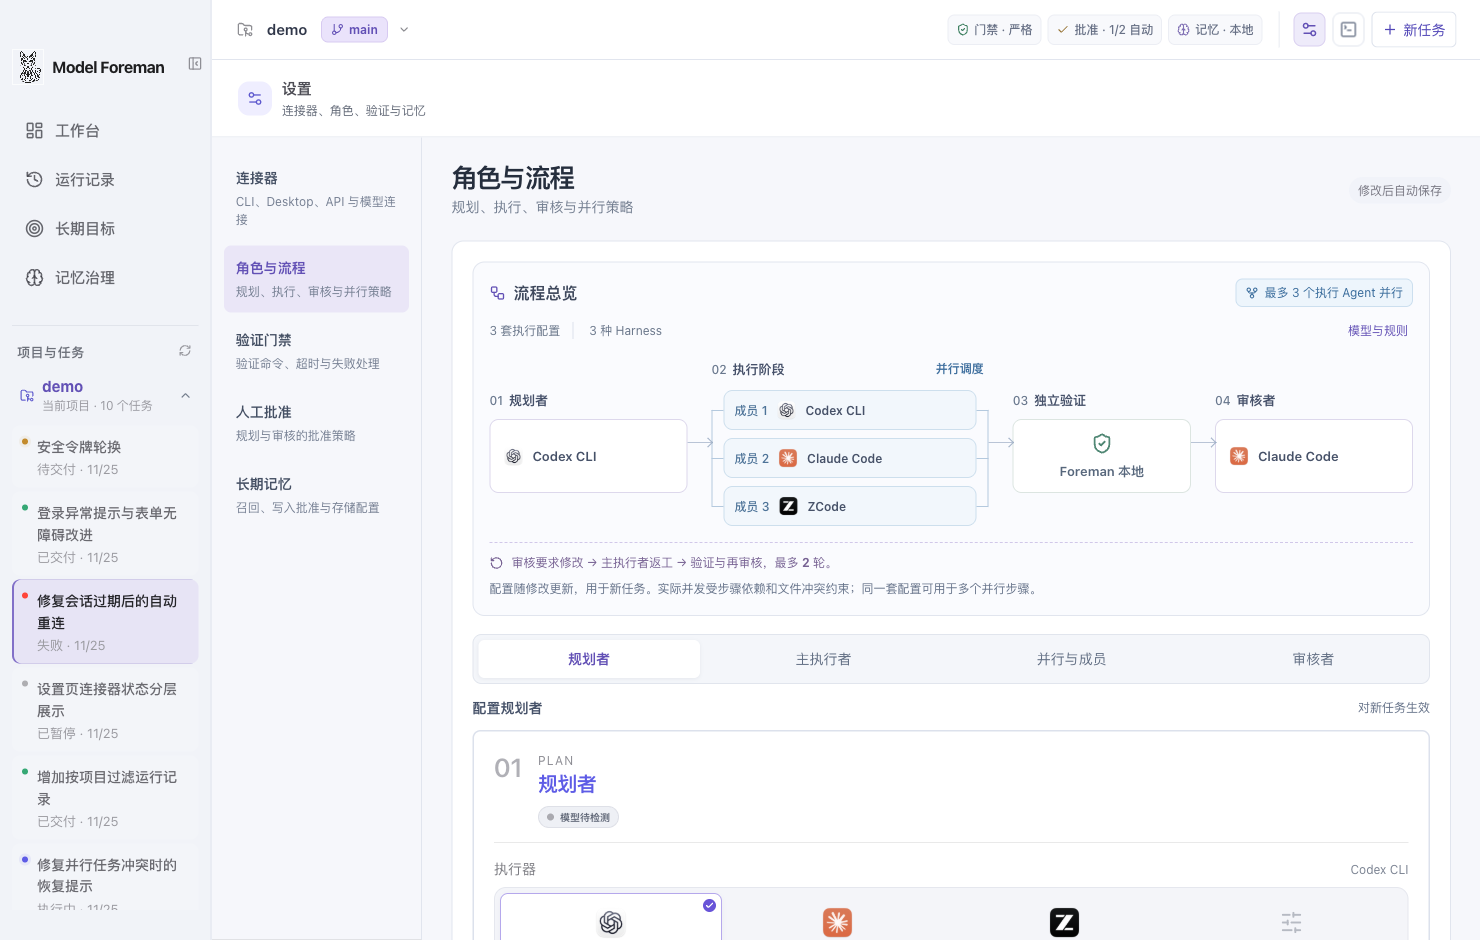 Model Foreman
工作台
运行记录
长期目标
记忆治理
项目与任务
demo
当前项目 · 10 个任务
安全令牌轮换
待交付 · 11/25
登录异常提示与表单无
障碍改进
已交付 · 11/25
修复会话过期后的自动
重连
失败 · 11/25
设置页连接器状态分层
展示
已暂停 · 11/25
增加按项目过滤运行记
录
已交付 · 11/25
修复并行任务冲突时的
恢复提示
执行中 · 11/25
demo
main
门禁 · 严格
批准 · 1/2 自动
记忆 · 本地
新任务
设置
连接器、角色、验证与记忆
连接器
CLI、Desktop、API 与模型连
接
角色与流程
规划、执行、审核与并行策略
验证门禁
验证命令、超时与失败处理
人工批准
规划与审核的批准策略
长期记忆
召回、写入批准与存储配置
角色与流程
规划、执行、审核与并行策略
修改后自动保存
流程总览
最多 3 个执行 Agent 并行
3 套执行配置
3 种 Harness
模型与规则
01 规划者
Codex CLI
02 执行阶段
并行调度
成员 1 Codex CLI
成员 2 Claude Code
成员 3 ZCode
03 独立验证
Foreman 本地
04 审核者
Claude Code
审核要求修改 → 主执行者返工 → 验证与再审核，最多 2 轮。
配置随修改更新，用于新任务。实际并发受步骤依赖和文件冲突约束；同一套配置可用于多个并行步骤。
规划者
主执行者
并行与成员
审核者
配置规划者
对新任务生效
01
PLAN
规划者
模型待检测
执行器
Codex CLI